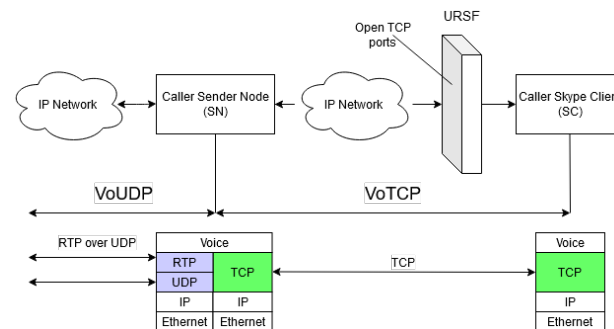 URSF
Open TCP
ports
IP Network
Caller Sender Node
(SN)
IP Network
Caller Skype Client
(SC)
VoUDP
VoTCP
RTP over UDP
Voice
RTP
UDP
TCP
IP
IP
Ethernet
Ethernet
TCP
Voice
TCP
IP
Ethernet